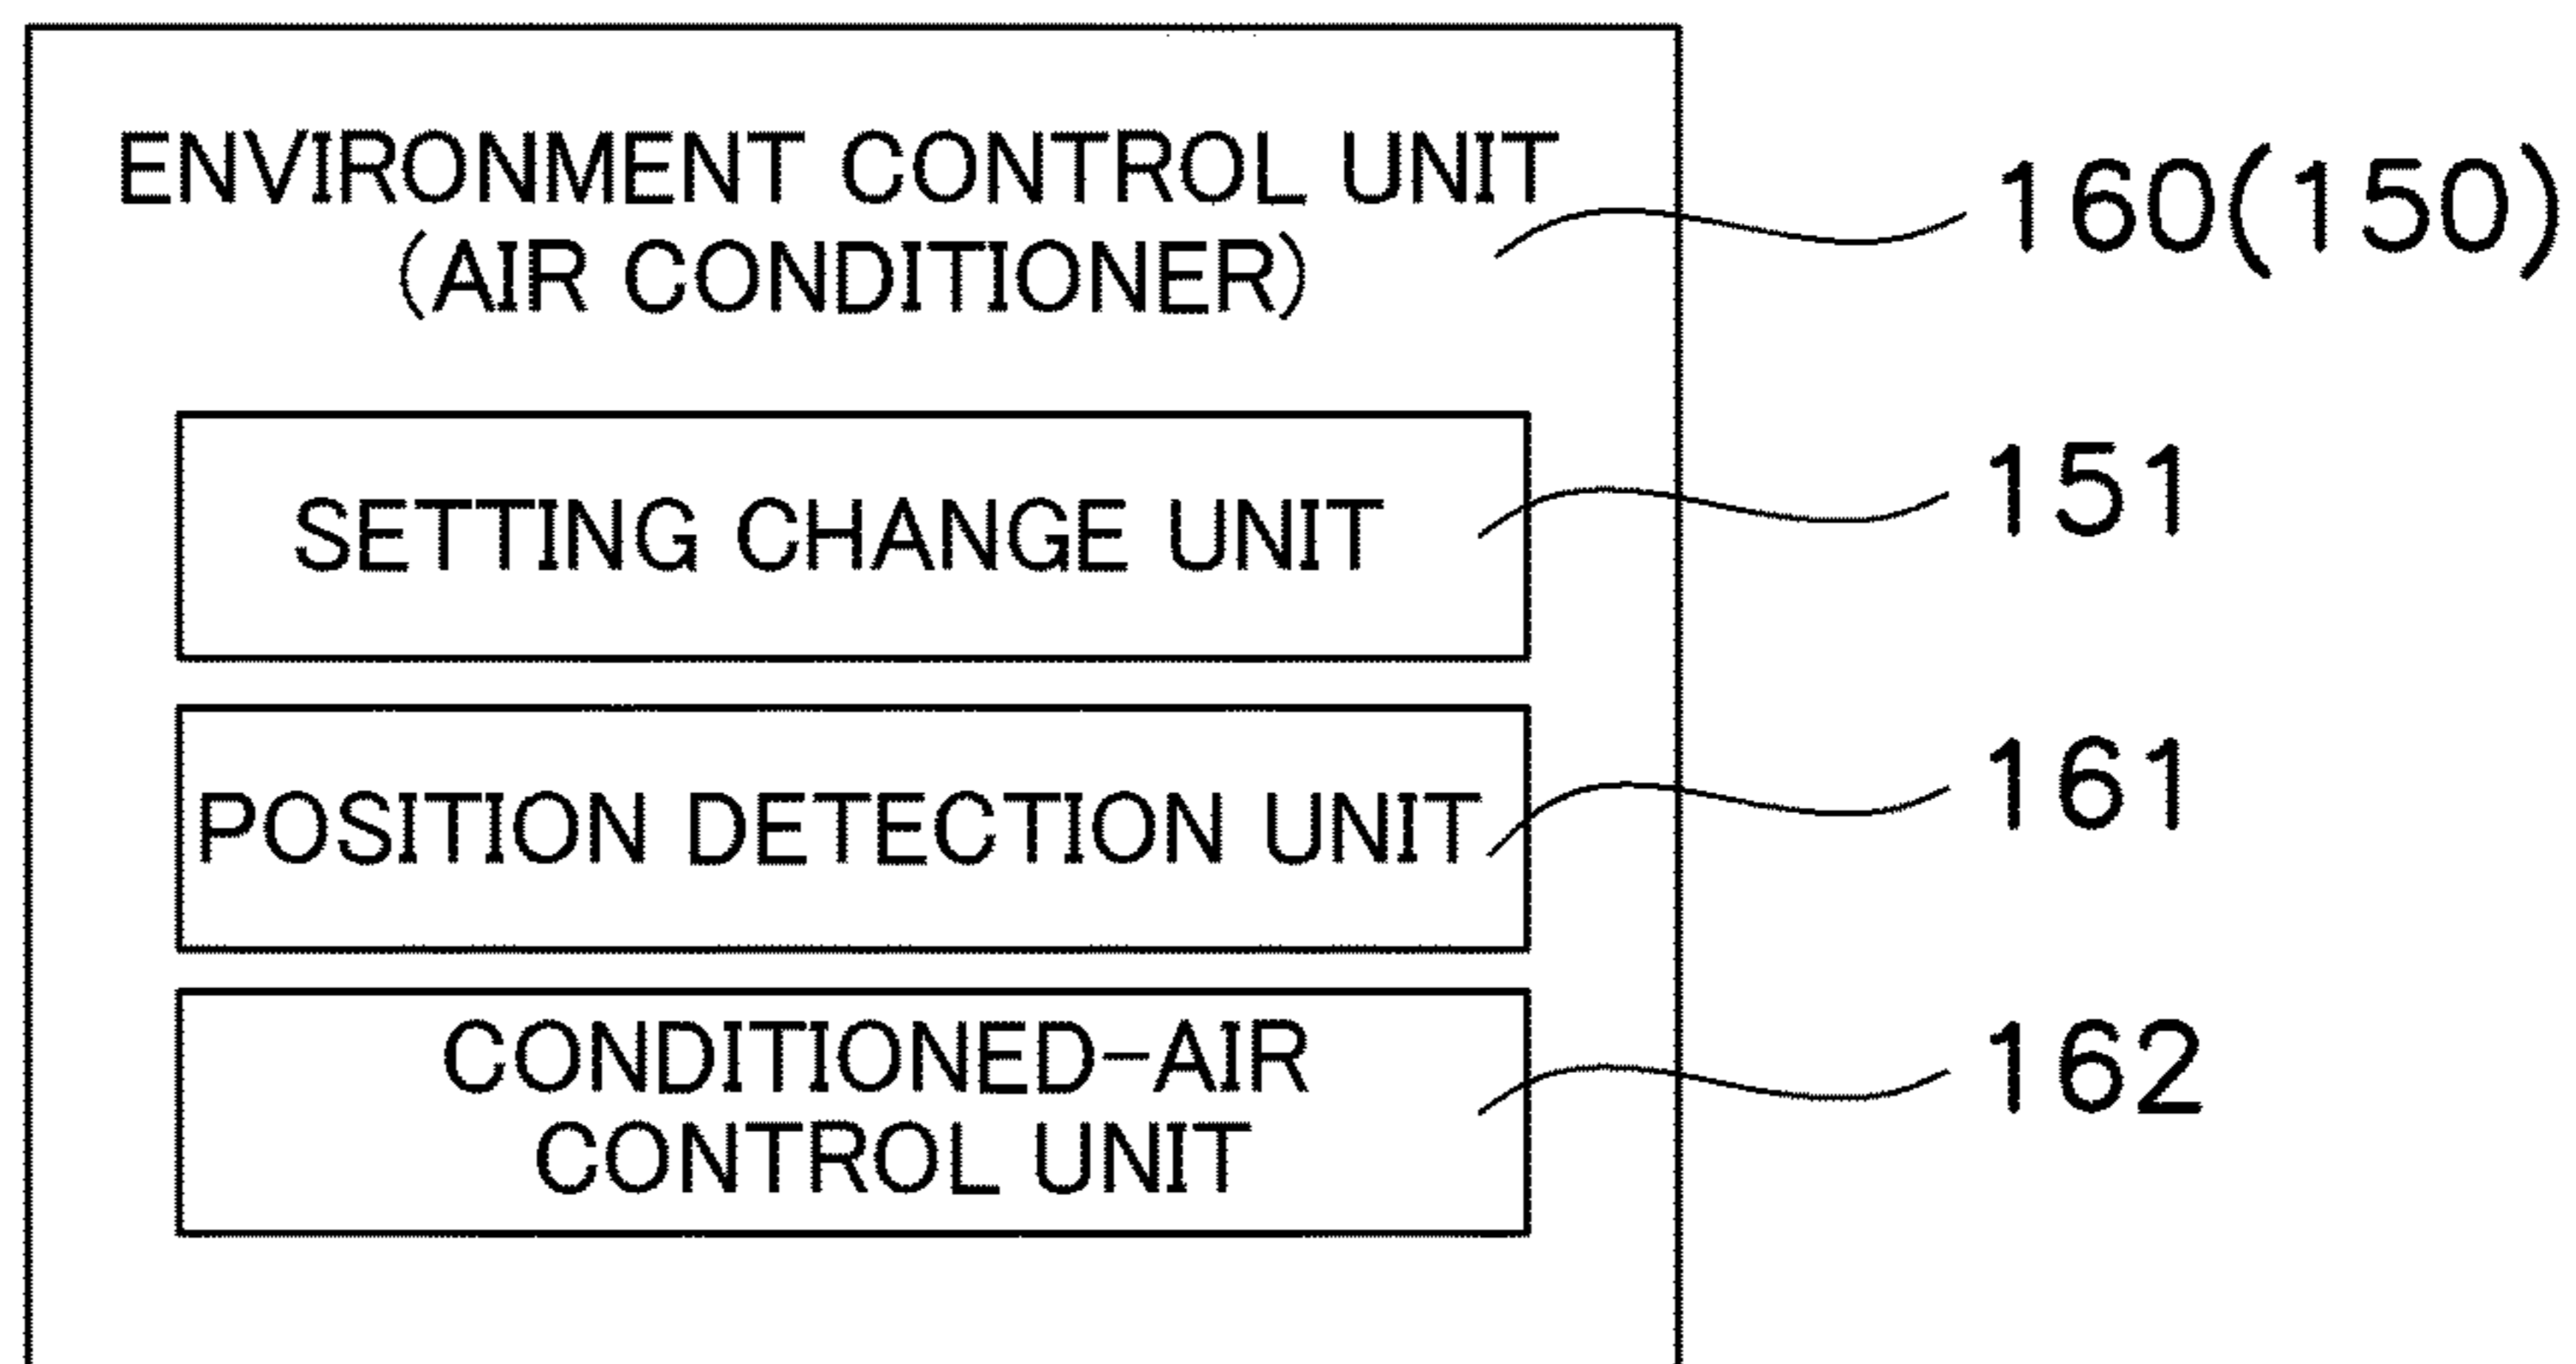 ENVIRONMENT CONTROL UNIT
(AIR CONDITIONER)
160(150)
SETTING CHANGE UNIT
151
POSITION DETECTION UNIT
161
CONDITIONED-AIR
CONTROL UNIT
162